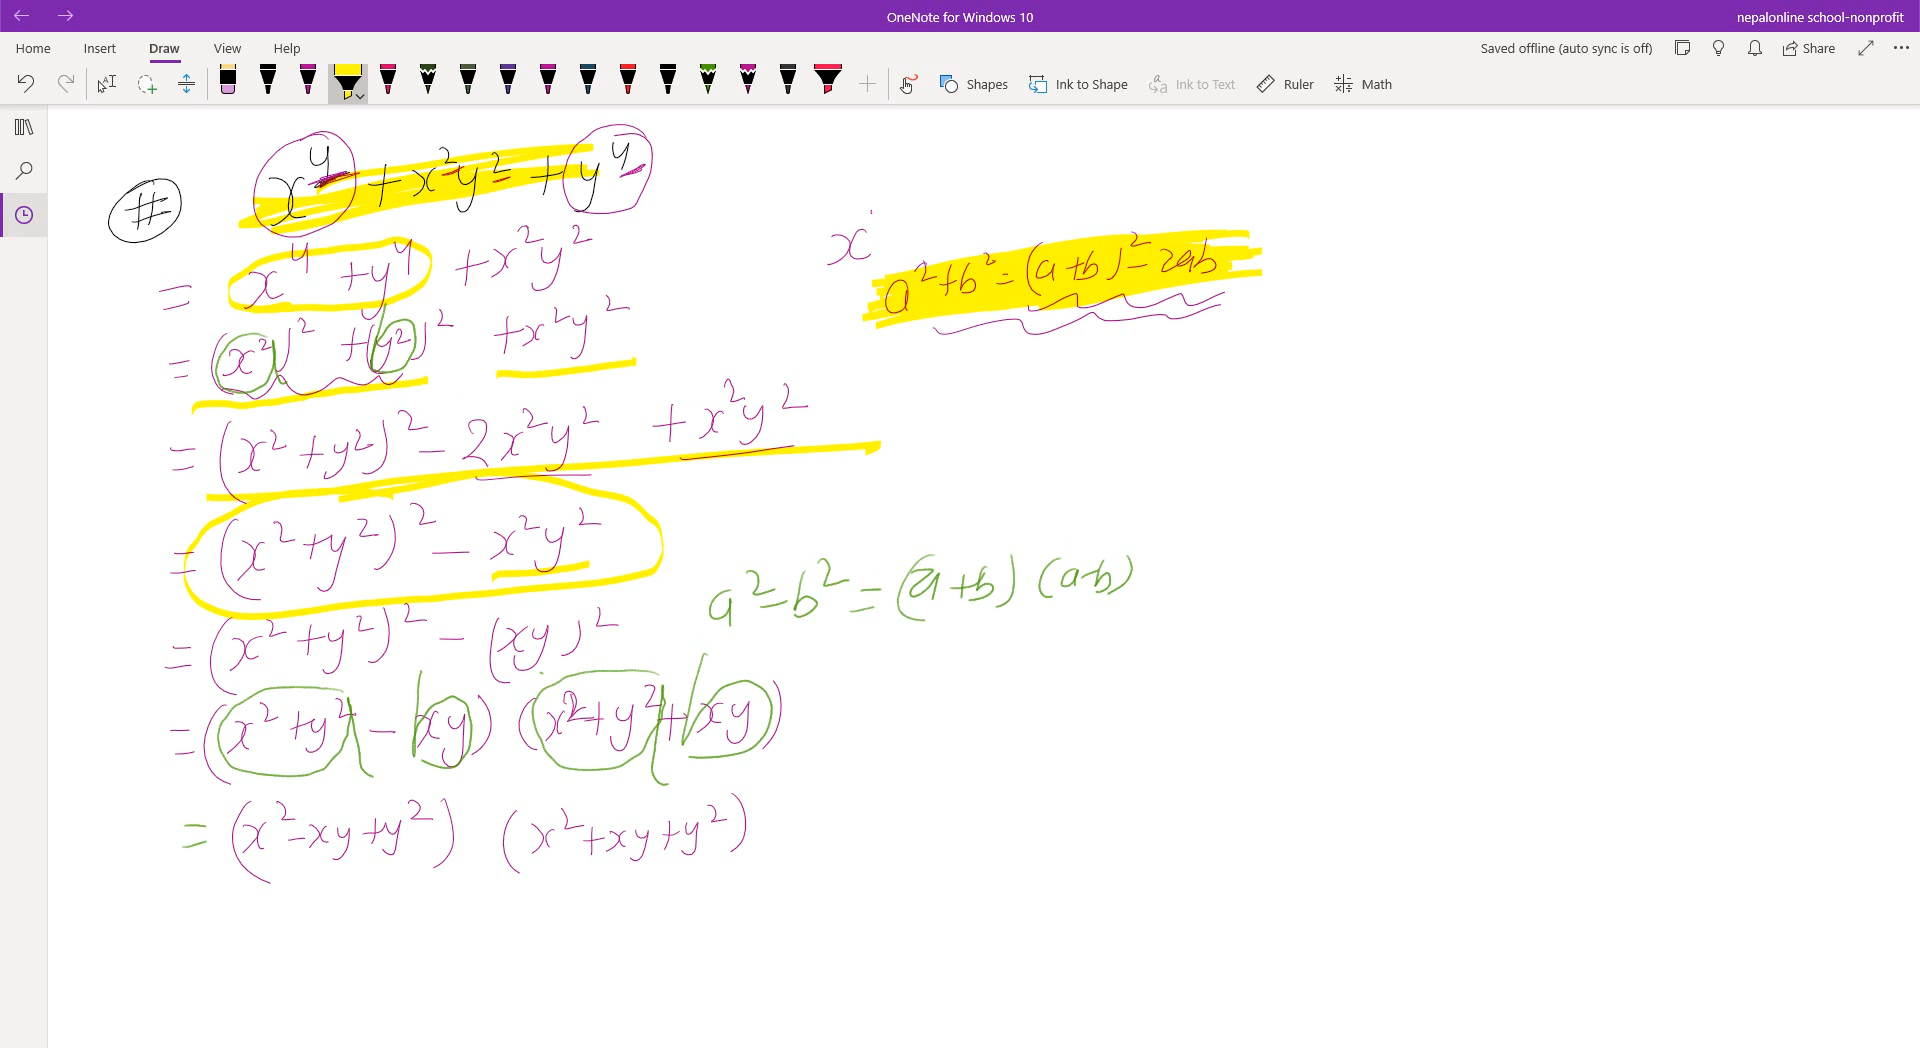 OneNote for Windows 10
nepalonline school-nonprofit
Home Insert Draw View Help
Saved offline (auto sync is off) Share
Shapes Ink to Shape Ink to Text Ruler Math
# x⁴ + x²y² + y⁴
= x⁴ + y⁴ + x²y²
x
a² + b² = (a+b)² - 2ab
= (x²)² + (y²)² + x²y²
= (x² + y²)² - 2x²y² + x²y²
= (x² + y²)² - x²y²
a² - b² = (a+b) (a-b)
= (x² + y²)² - (xy)²
= (x² + y² - xy) (x² + y² + xy)
= (x² - xy + y²) (x² + xy + y²)